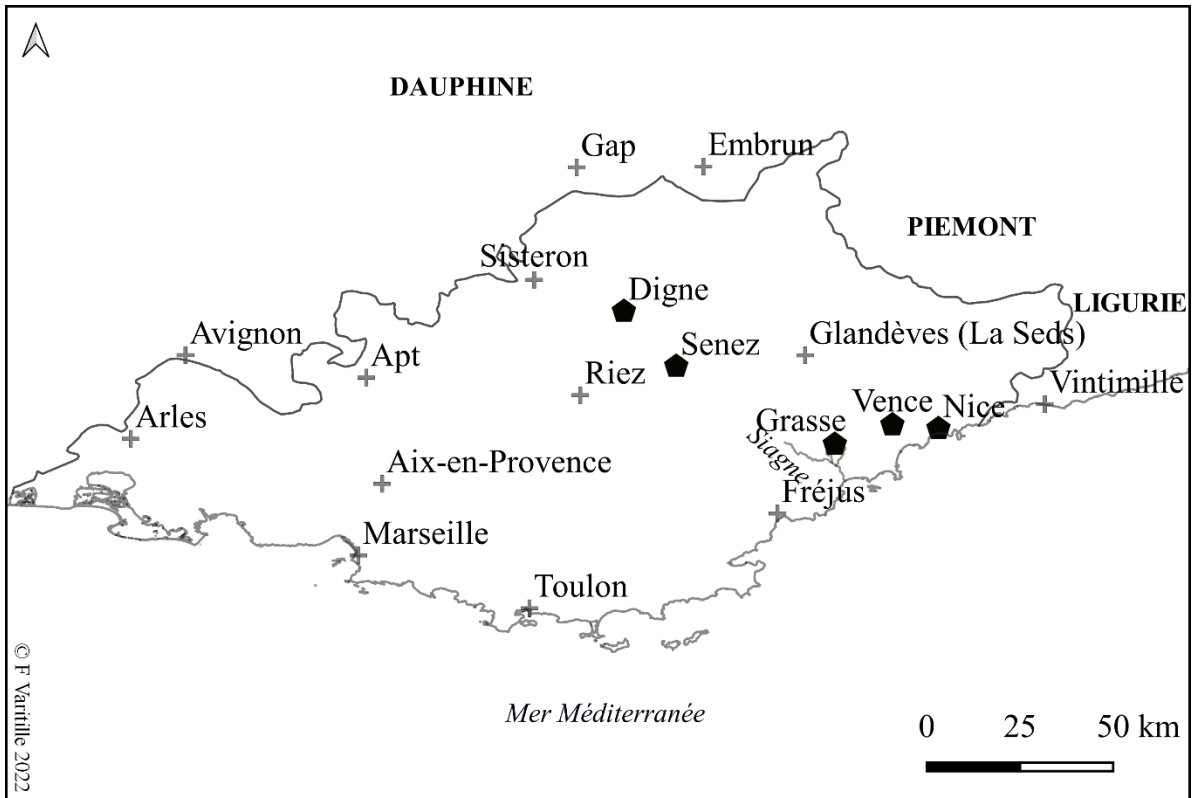 DAUPHINE
Gap
Embrun
PIEMONT
Sisteron
Digne
LIGURIE
Avignon
Apt
Senez
Glandèves (La Seds)
Riez
Vintimille
Arles
Vence
Nice
Grasse
Siagne
Aix-en-Provence
Fréjus
Marseille
Toulon
© F Varitille 2022
Mer Méditerranée
0 25 50 km